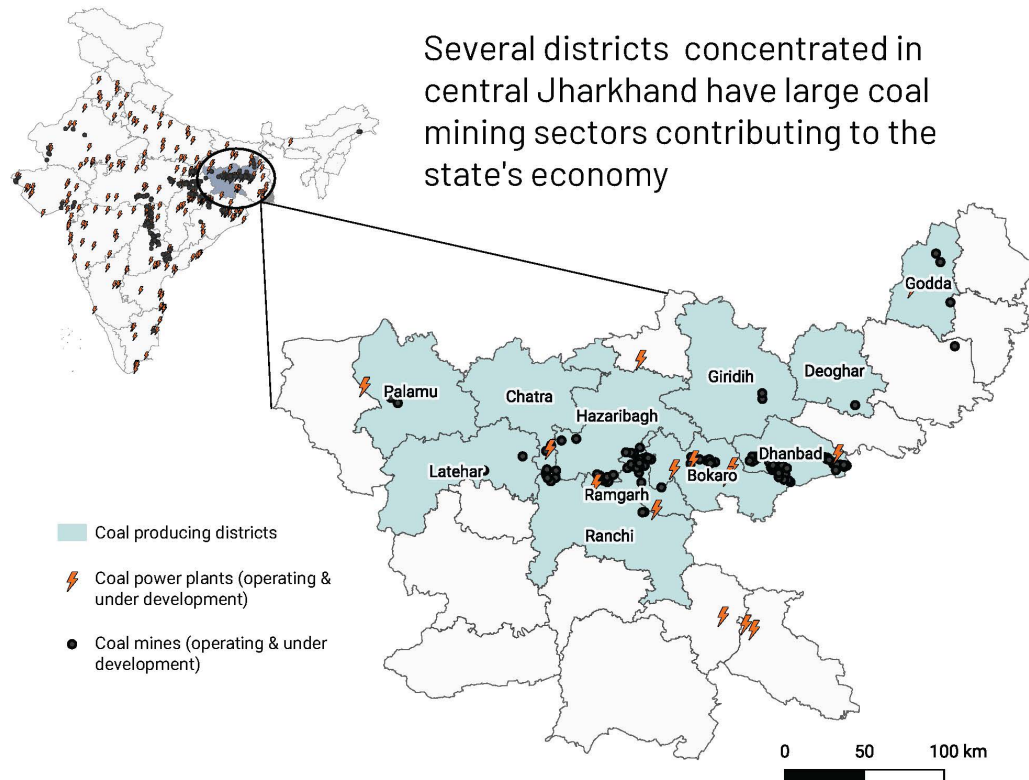 Several districts concentrated in
central Jharkhand have large coal
mining sectors contributing to the
state's economy
Godda
Deoghar
Giridih
Palamu
Chatra
Hazaribagh
Dhanbad
Latehar
Bokaro
Ramgarh
Ranchi
Coal producing districts
Coal power plants (operating &
under development)
Coal mines (operating & under
development)
0 50 100 km